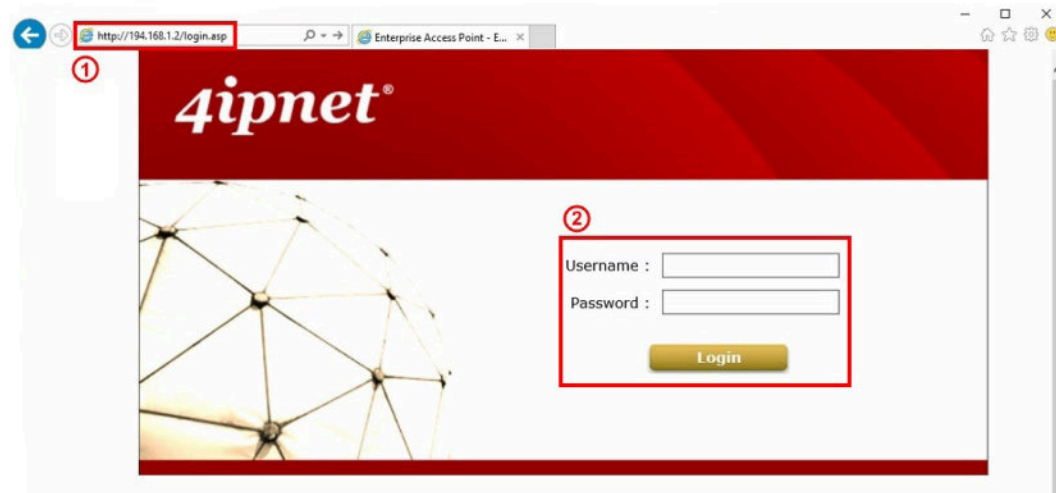 http://194.168.1.2/login.asp
Enterprise Access Point - E...
1
4ipnet®
2
Username :
Password :
Login